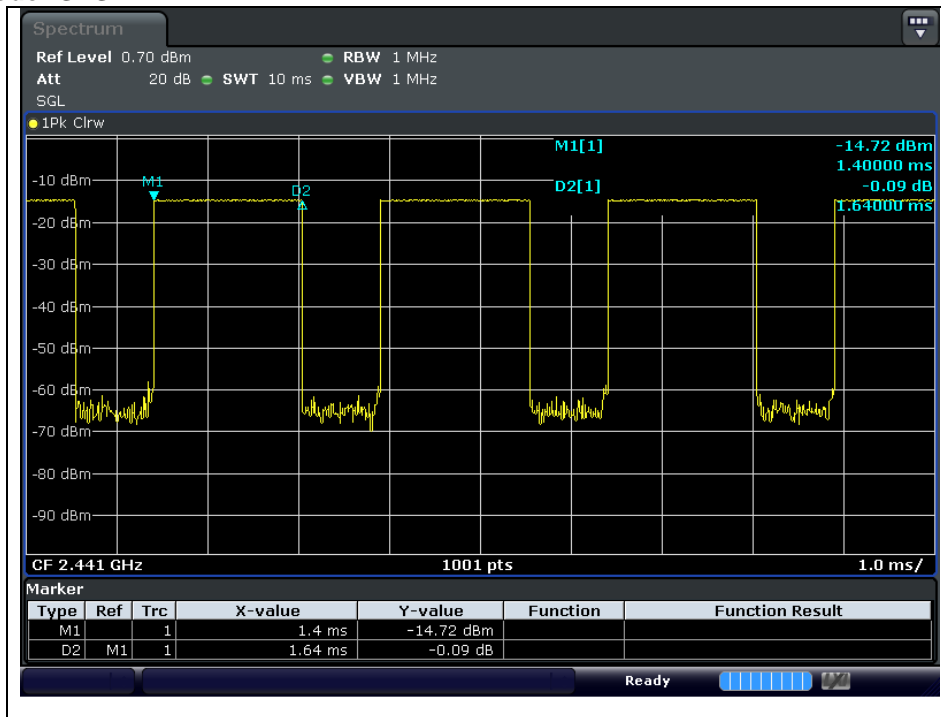 Spectrum
Ref Level 0.70 dBm RBW 1 MHz
Att 20 dB SWT 10 ms VBW 1 MHz
SGL
1Pk Clrw
M1[1] -14.72 dBm
1.40000 ms
D2[1] -0.09 dB
1.64000 ms
M1
D2
-10 dBm
-20 dBm
-30 dBm
-40 dBm
-50 dBm
-60 dBm
-70 dBm
-80 dBm
-90 dBm
CF 2.441 GHz 1001 pts 1.0 ms/
Marker
Type Ref Trc X-value Y-value Function Function Result
M1 1 1.4 ms -14.72 dBm
D2 M1 1 1.64 ms -0.09 dB
Ready